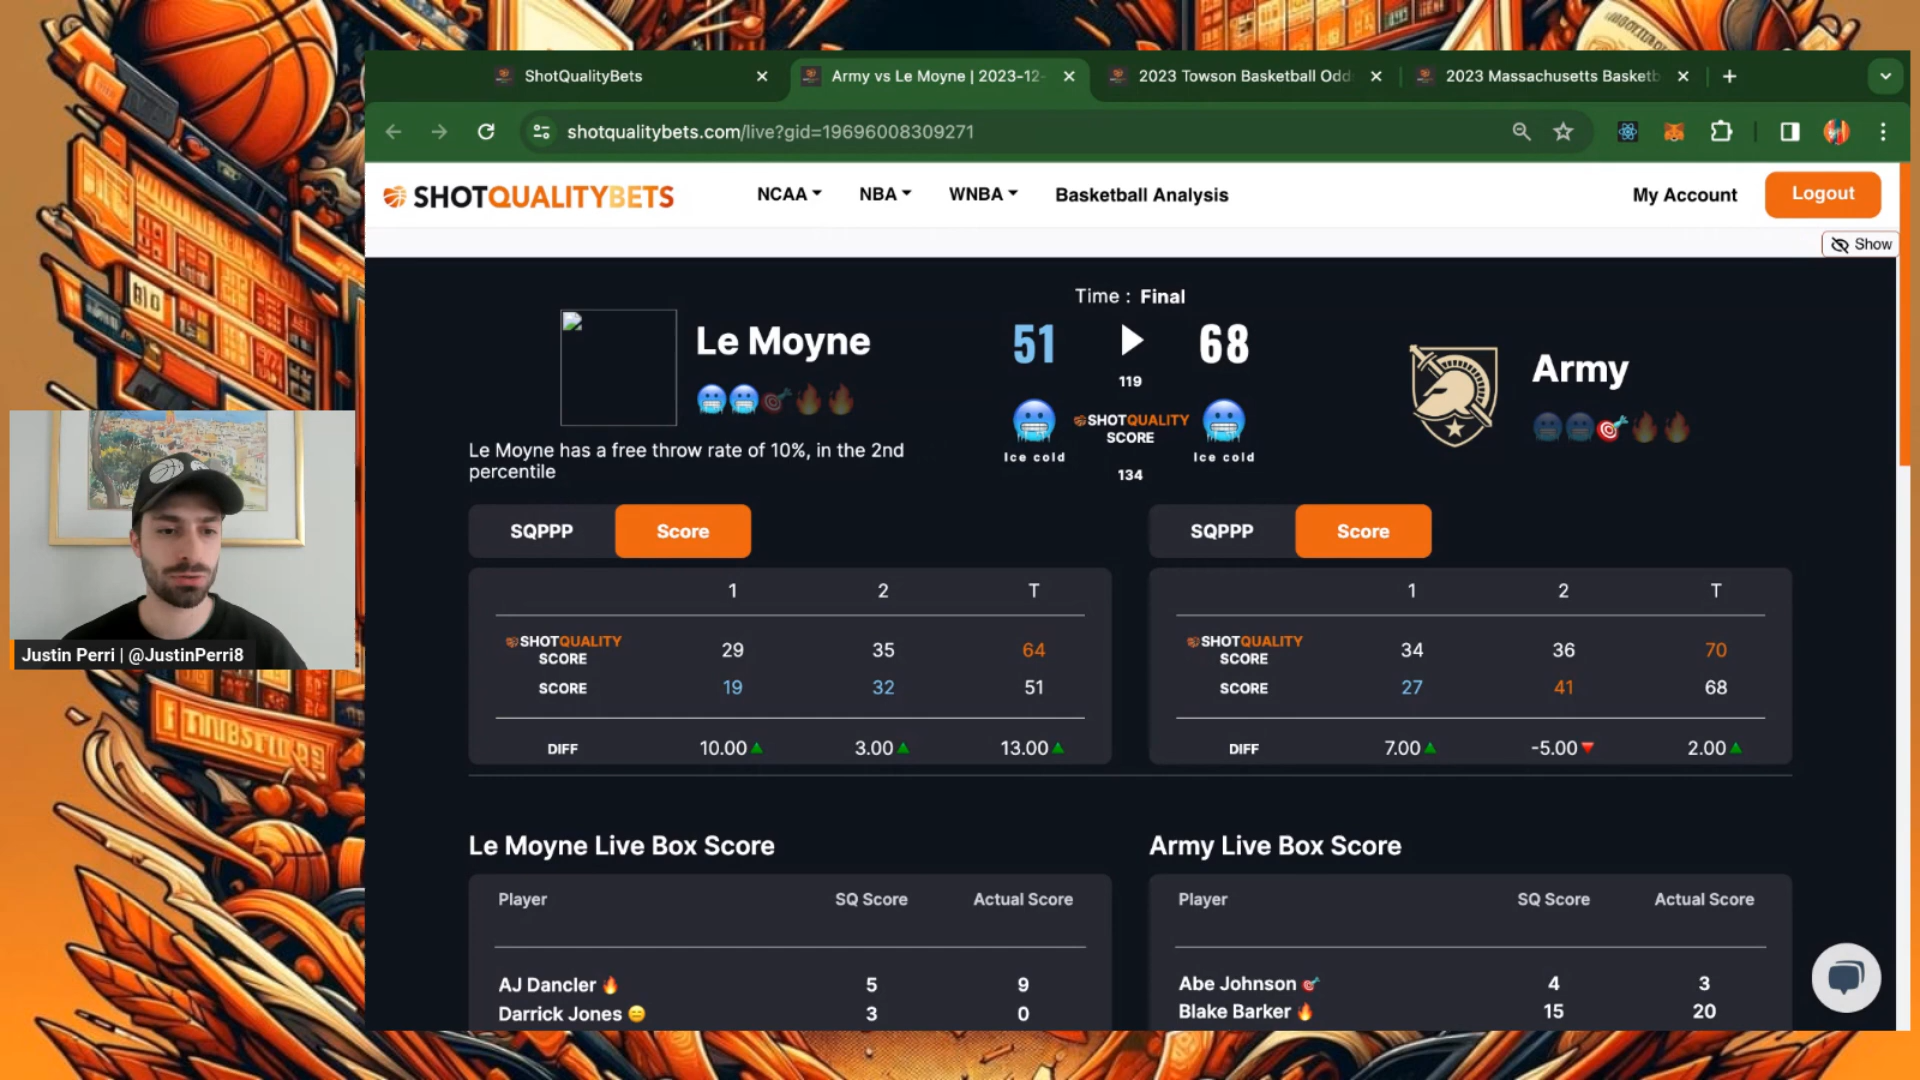 ShotQualityBets
Army vs Le Moyne | 2023-12-
2023 Towson Basketball Odd
2023 Massachusetts Basketb
shotqualitybets.com/live?gid=19696008309271
SHOTQUALITYBETS
NCAA
NBA
WNBA
Basketball Analysis
My Account
Logout
Show
Time : Final
Le Moyne
51
68
119
Army
Le Moyne has a free throw rate of 10%, in the 2nd
percentile
Ice cold
SHOTQUALITY
SCORE
134
Ice cold
SQPPP
Score
1 2 T
SHOTQUALITY
SCORE
29 35 64
SCORE 19 32 51
DIFF 10.00 3.00 13.00
SQPPP
Score
1 2 T
SHOTQUALITY
SCORE
34 36 70
SCORE 27 41 68
DIFF 7.00 -5.00 2.00
Le Moyne Live Box Score
Player SQ Score Actual Score
AJ Dancler 5 9
Darrick Jones 3 0
Army Live Box Score
Player SQ Score Actual Score
Abe Johnson 4 3
Blake Barker 15 20
Justin Perri | @JustinPerri8